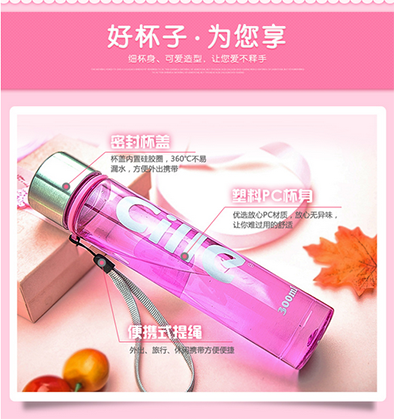 好杯子·为您享
细杯身、可爱造型，让您爱不释手
密封杯盖
杯盖内置硅胶圈，360℃不易
漏水，方便外出携带
塑料PC杯身
优选放心PC材质，放心无异味，
让你难过用的舒适
Cille
300ml
便携式提绳
外出、旅行、休闲携带方便便捷